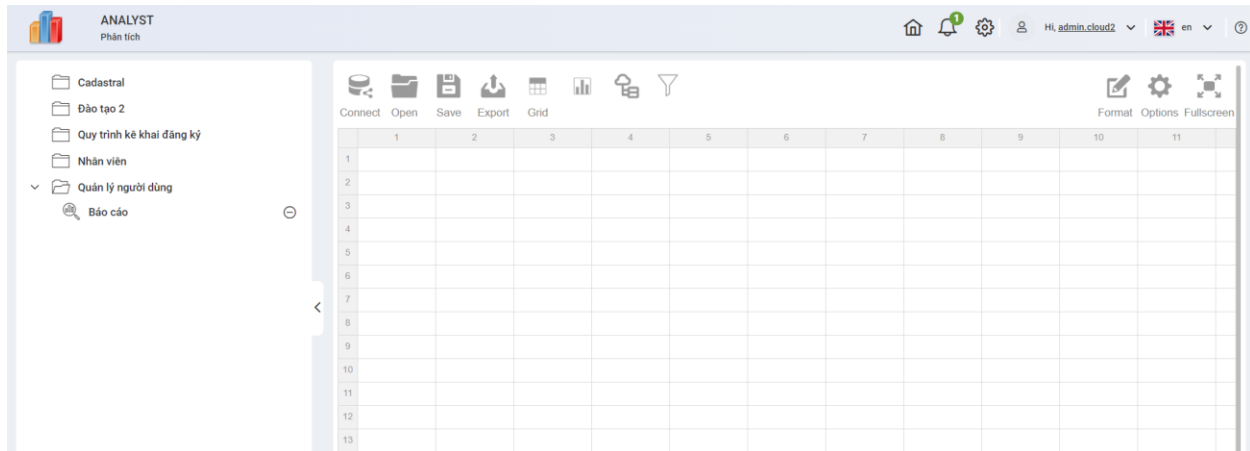 ANALYST
Phân tích
1
Hi, admin.cloud2
en
Cadastral
Đào tạo 2
Quy trình kê khai đăng ký
Nhân viên
Quản lý người dùng
Báo cáo
Connect Open Save Export Grid
Format Options Fullscreen
1 2 3 4 5 6 7 8 9 10 11
1
2
3
4
5
6
7
8
9
10
11
12
13